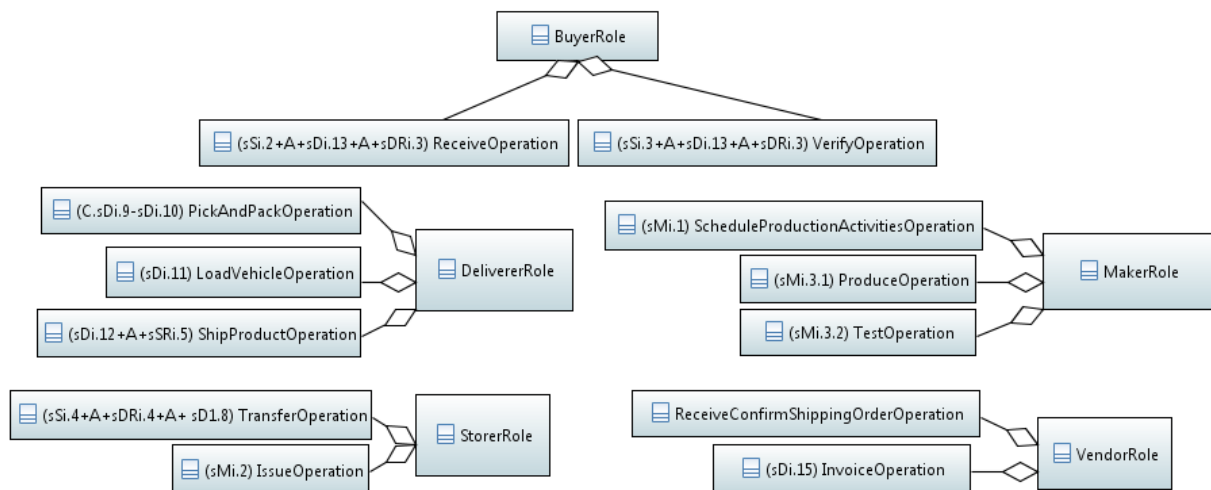 BuyerRole
(sSi.2+A+sDi.13+A+sDRi.3) ReceiveOperation
(sSi.3+A+sDi.13+A+sDRi.3) VerifyOperation
(C.sDi.9-sDi.10) PickAndPackOperation
(sDi.11) LoadVehicleOperation
DelivererRole
(sDi.12+A+sSRi.5) ShipProductOperation
(sMi.1) ScheduleProductionActivitiesOperation
(sMi.3.1) ProduceOperation
MakerRole
(sMi.3.2) TestOperation
(sSi.4+A+sDRi.4+A+ sD1.8) TransferOperation
StorerRole
(sMi.2) IssueOperation
ReceiveConfirmShippingOrderOperation
(sDi.15) InvoiceOperation
VendorRole